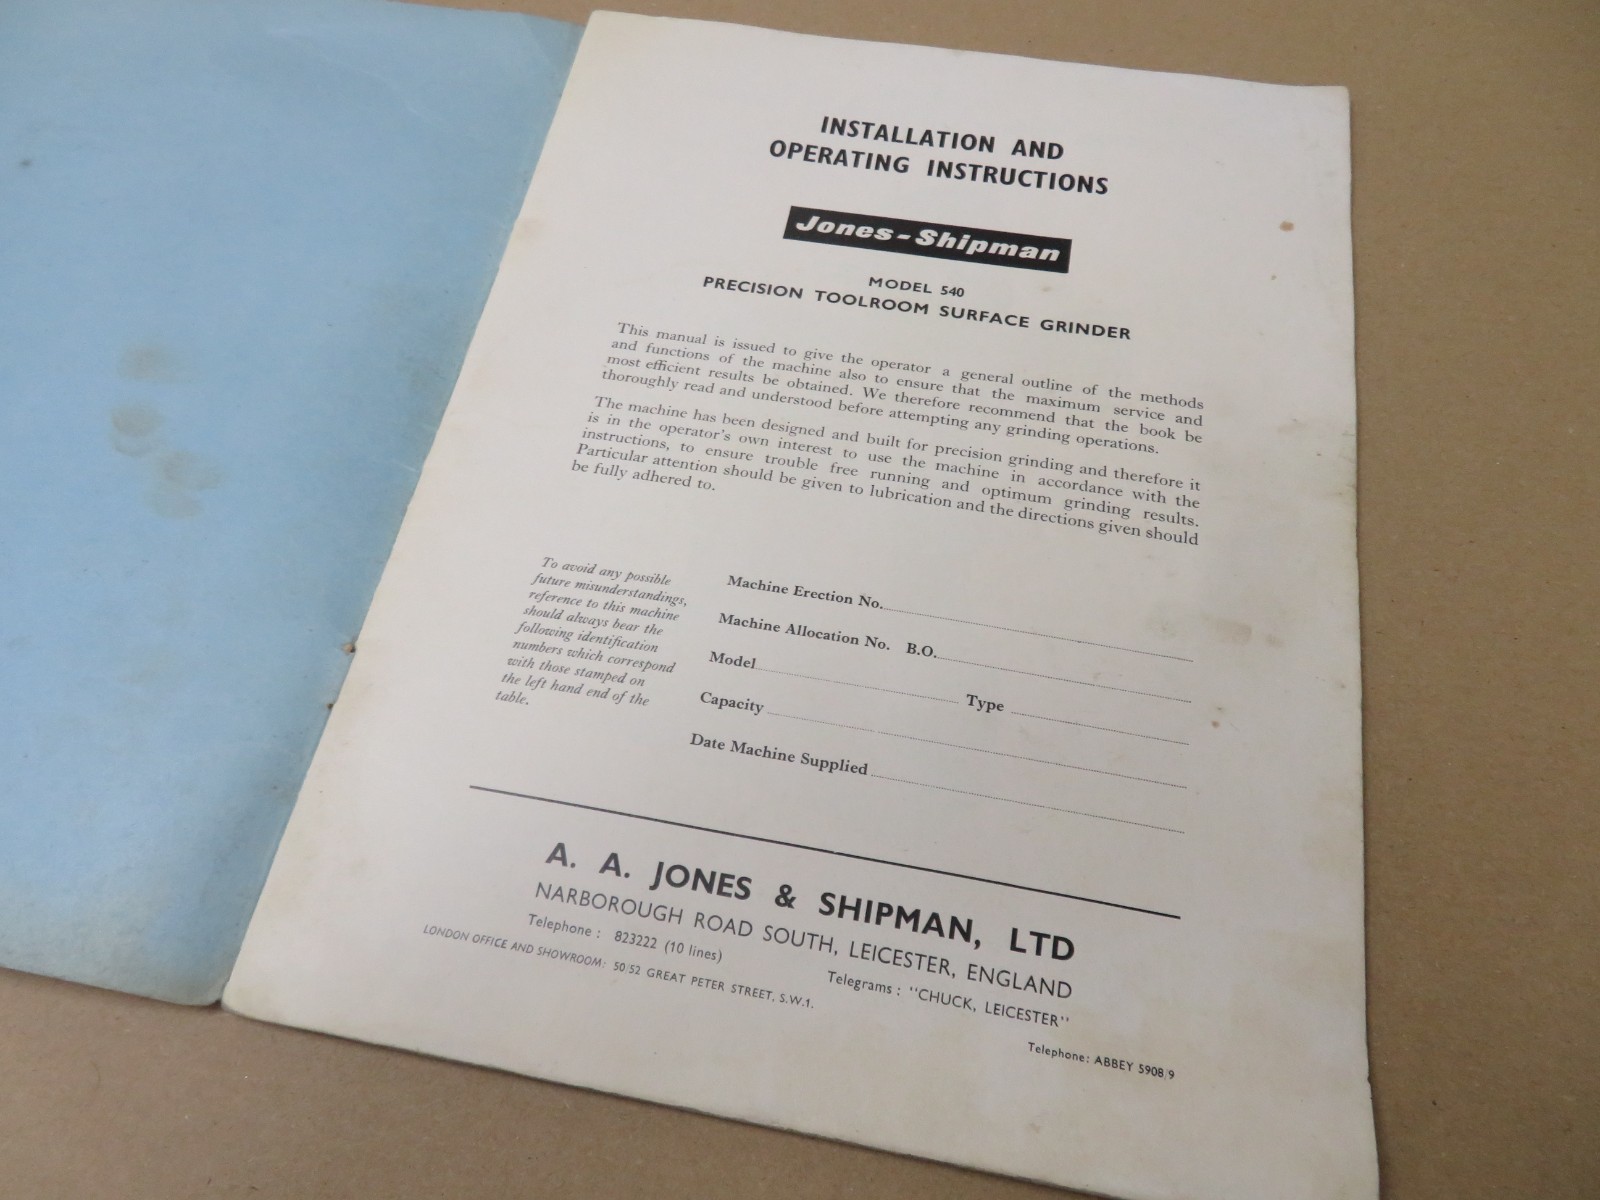 INSTALLATION AND
OPERATING INSTRUCTIONS
Jones-Shipman
MODEL 540
PRECISION TOOLROOM SURFACE GRINDER
This manual is issued to give the operator a general outline of the methods
and functions of the machine also to ensure that the maximum service and
most efficient results be obtained. We therefore recommend that the book be
thoroughly read and understood before attempting any grinding operations.
The machine has been designed and built for precision grinding and therefore it
is in the operator's own interest to use the machine in accordance with the
instructions, to ensure trouble free running and optimum grinding results.
Particular attention should be given to lubrication and the directions given should
be fully adhered to.
To avoid any possible
future misunderstandings,
reference to this machine
should always bear the
following identification
numbers which correspond
with those stamped on
the left hand end of the
table.
Machine Erection No.
Machine Allocation No. B.O.
Model Type
Capacity
Date Machine Supplied
A. A. JONES & SHIPMAN, LTD
NARBOROUGH ROAD SOUTH, LEICESTER, ENGLAND
Telephone : 823222 (10 lines) Telegrams : "CHUCK, LEICESTER"
LONDON OFFICE AND SHOWROOM: 50/52 GREAT PETER STREET, S.W.1. Telephone: ABBEY 5908/9